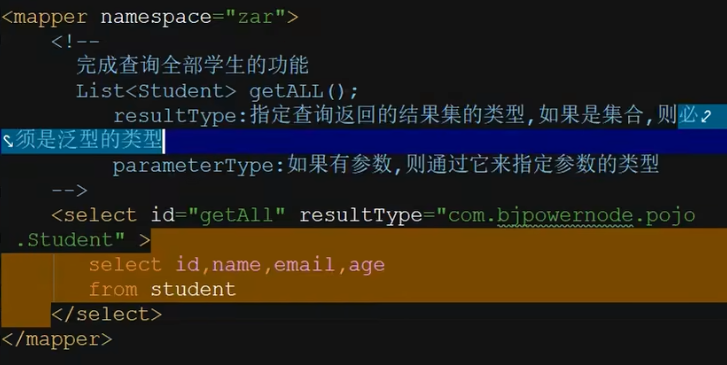 <mapper namespace="zar">
<!--
完成查询全部学生的功能
List<Student> getALL();
resultType:指定查询返回的结果集的类型,如果是集合,则必
须是泛型的类型
parameterType:如果有参数,则通过它来指定参数的类型
-->
<select id="getAll" resultType="com.bjpowernode.pojo
.Student" >
select id,name,email,age
from student
</select>
</mapper>